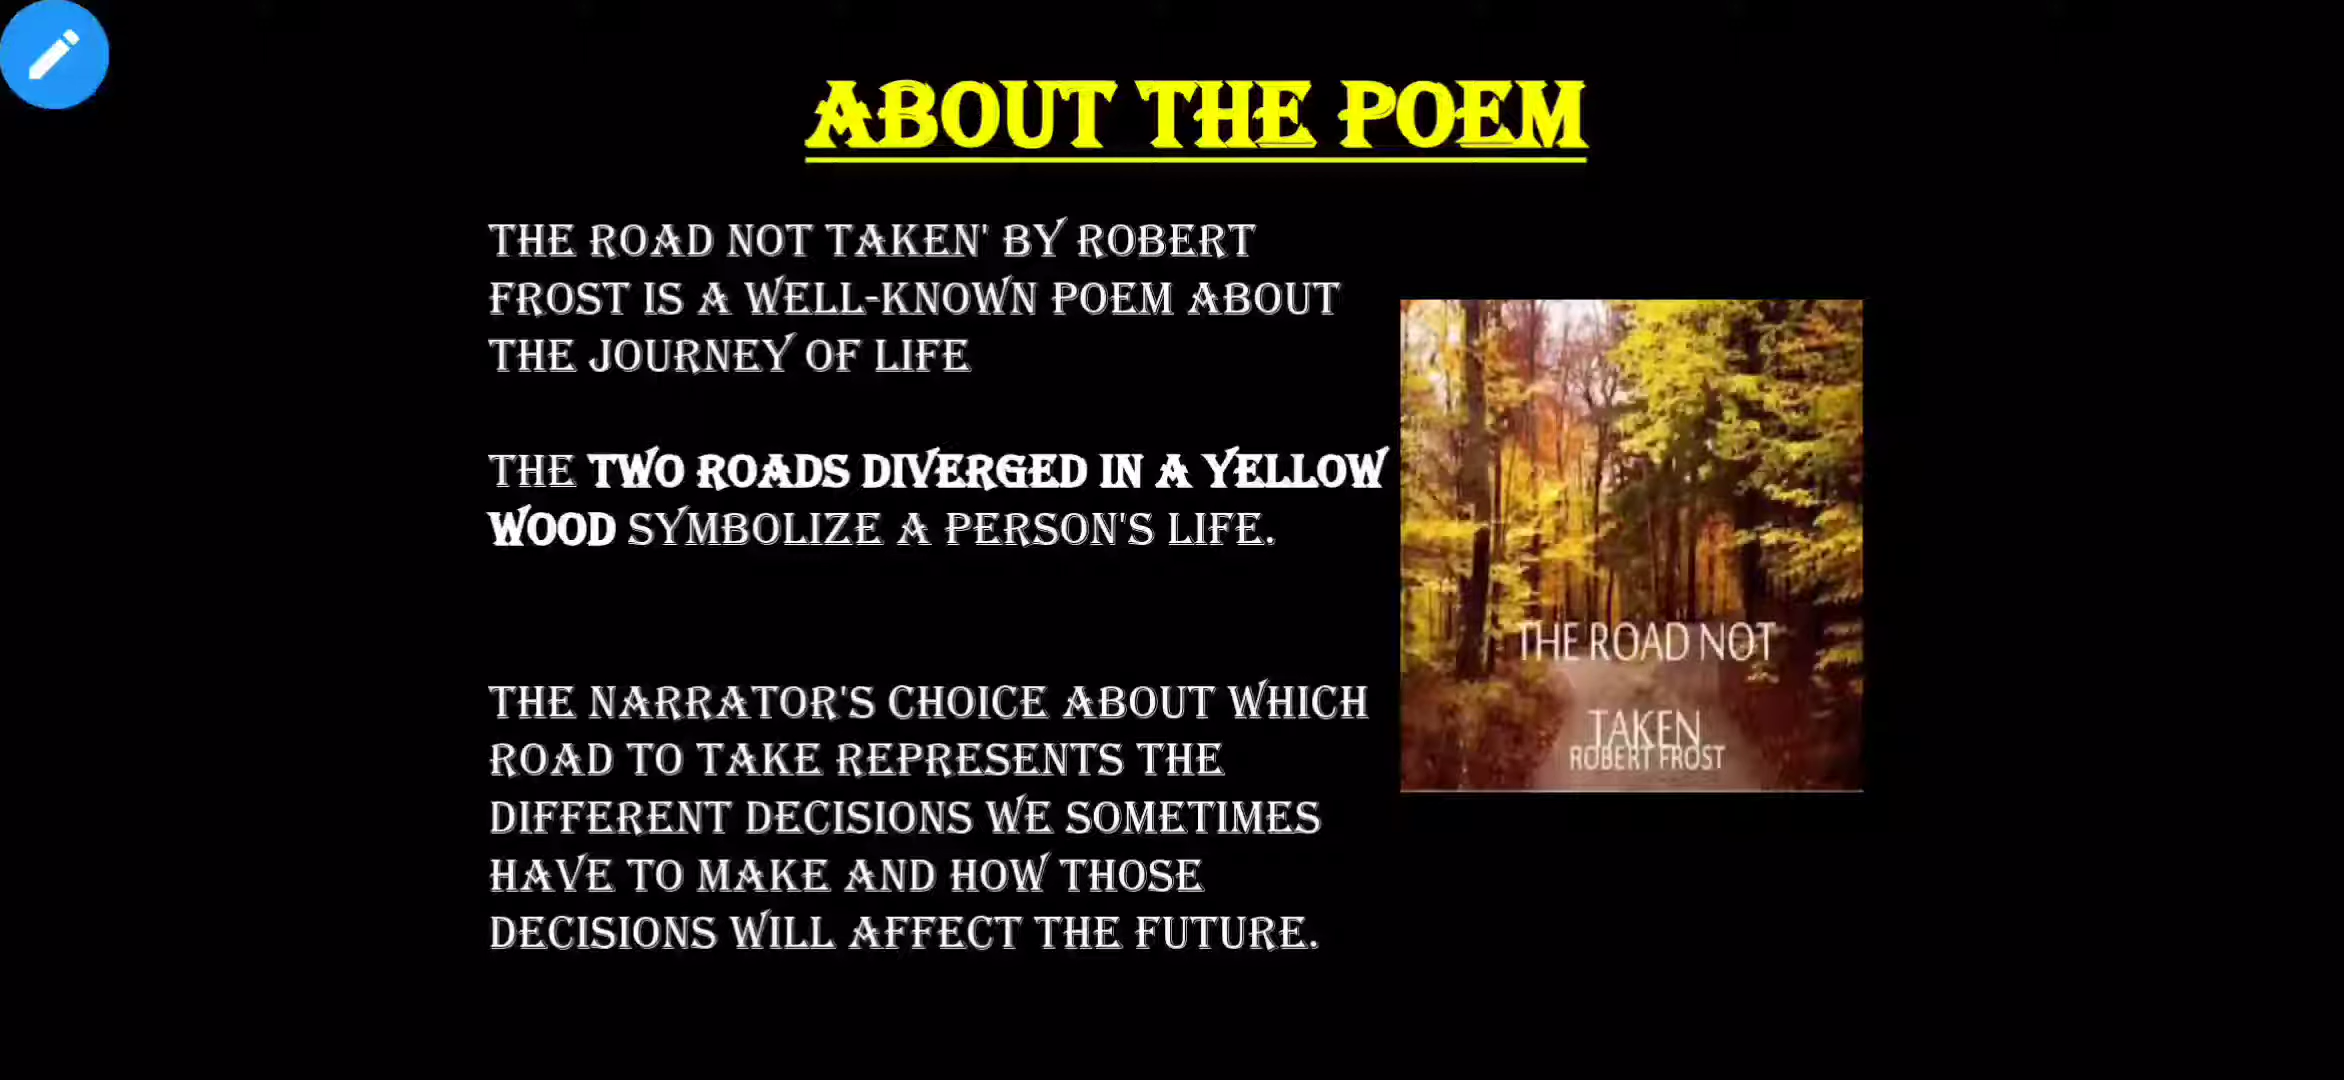 ABOUT THE POEM
THE ROAD NOT TAKEN' BY ROBERT
FROST IS A WELL-KNOWN POEM ABOUT
THE JOURNEY OF LIFE
THE TWO ROADS DIVERGED IN A YELLOW
WOOD SYMBOLIZE A PERSON'S LIFE.
THE NARRATOR'S CHOICE ABOUT WHICH
ROAD TO TAKE REPRESENTS THE
DIFFERENT DECISIONS WE SOMETIMES
HAVE TO MAKE AND HOW THOSE
DECISIONS WILL AFFECT THE FUTURE.
THE ROAD NOT
TAKEN
ROBERT FROST